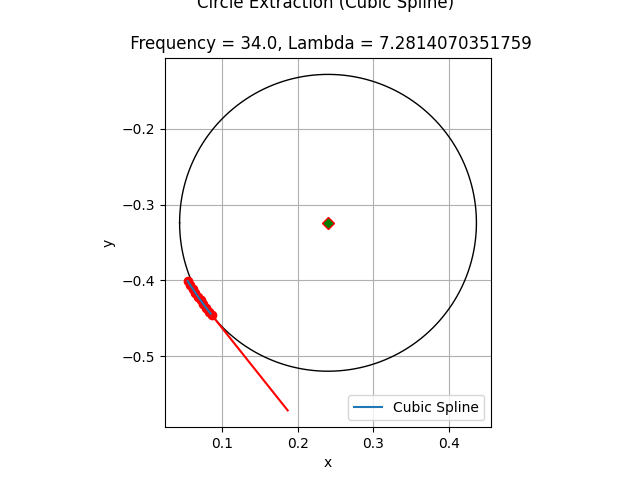 Circle Extraction (Cubic Spline)
Frequency = 34.0, Lambda = 7.2814070351759
−0.2
−0.3
−0.4
−0.5
y
Cubic Spline
0.1 0.2 0.3 0.4
x